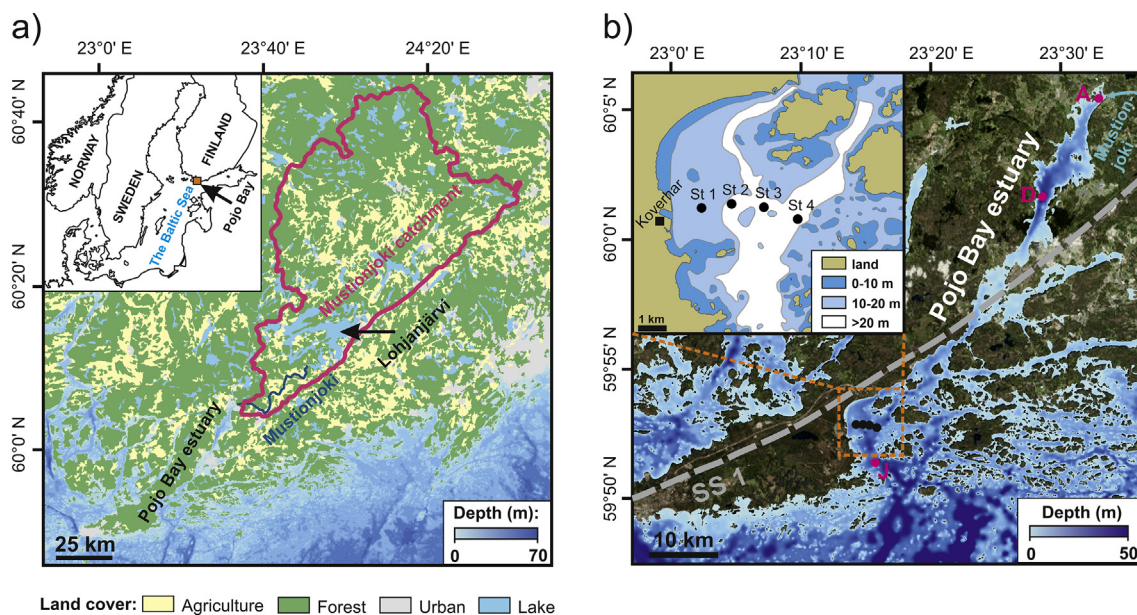 a)
23°0' E
23°40' E
24°20' E
60°40' N
60°20' N
60°0' N
NORWAY
SWEDEN
FINLAND
The Baltic Sea
Pojo Bay
Mustionjoki catchment
Lohjanjärvi
Mustionjoki
Pojo Bay estuary
25 km
Depth (m):
0 70
Land cover: Agriculture Forest Urban Lake
b)
23°0' E
23°10' E
23°20' E
23°30' E
60°5' N
60°0' N
59°55' N
59°50' N
Koverhar
St 1
St 2
St 3
St 4
land
0-10 m
10-20 m
>20 m
1 km
A
Mustion-
joki
D
Pojo Bay estuary
SS 1
J
10 km
Depth (m)
0 50